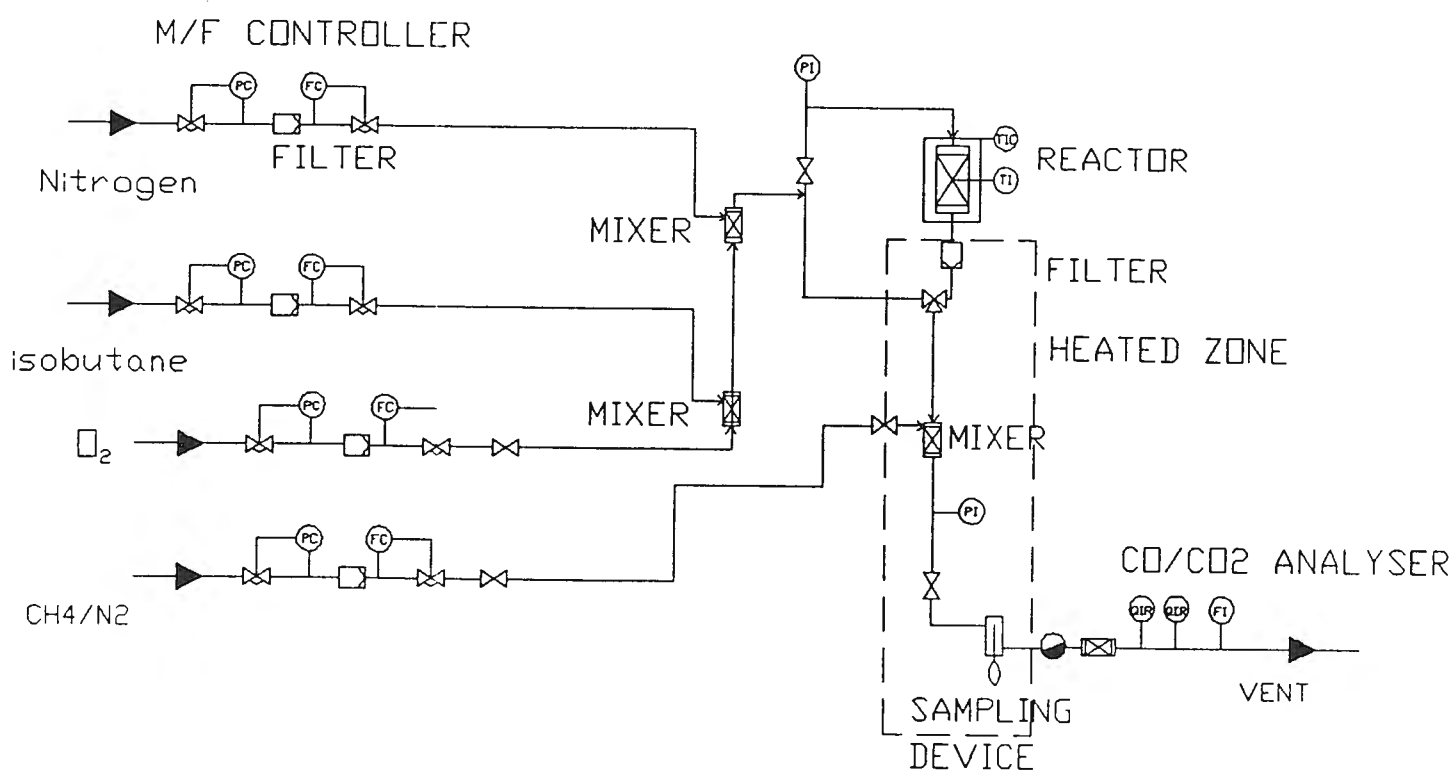 M/F CONTROLLER
PC
FC
FILTER
Nitrogen
PI
TIC
TI
REACTOR
MIXER
PC
FC
isobutane
FILTER
HEATED ZONE
PC
FC
O₂
MIXER
MIXER
PC
FC
CH4/N2
PI
CO/CO2 ANALYSER
QIR
QIR
FI
VENT
SAMPLING
DEVICE